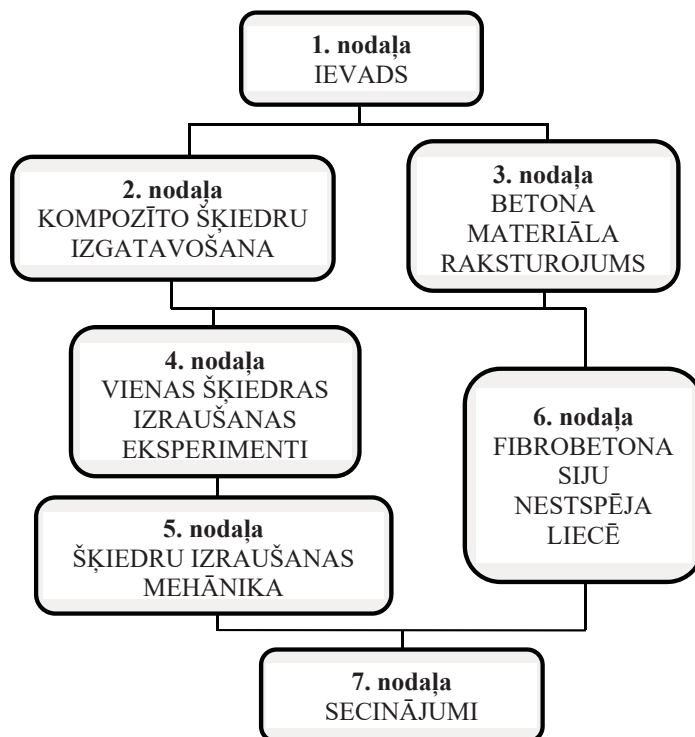 1. nodaļa
IEVADS
2. nodaļa
KOMPOZĪTO ŠĶIEDRU
IZGATAVOŠANA
3. nodaļa
BETONA
MATERIĀLA
RAKSTUROJUMS
4. nodaļa
VIENAS ŠĶIEDRAS
IZRAUŠANAS
EKSPERIMENTI
5. nodaļa
ŠĶIEDRU IZRAUŠANAS
MEHĀNIKA
6. nodaļa
FIBROBETONA
SIJU
NESTSPĒJA
LIECĒ
7. nodaļa
SECINĀJUMI